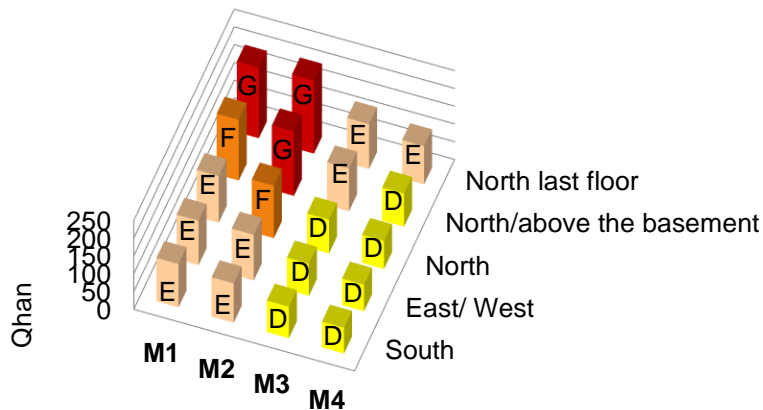 G G E E
F G E D
E F D D
E E D D
E E D D
250
200
150
100
50
0
Qhan
M1 M2 M3 M4
North last floor
North/above the basement
North
East/ West
South